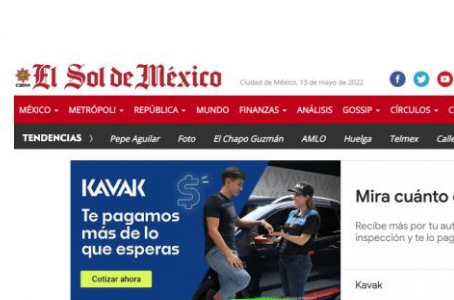 El Sol de México
Ciudad de México, 13 de mayo de 2022
MÉXICO METRÓPOLI REPÚBLICA MUNDO FINANZAS ANÁLISIS GOSSIP CÍRCULOS C
TENDENCIAS Pepe Aguilar Foto El Chapo Guzmán AMLO Huelga Telmex Calle
KAVAK
Te pagamos
más de lo
que esperas
Cotizar ahora
Mira cuánto
Recibe más por tu aut
inspección y te lo pag
Kavak